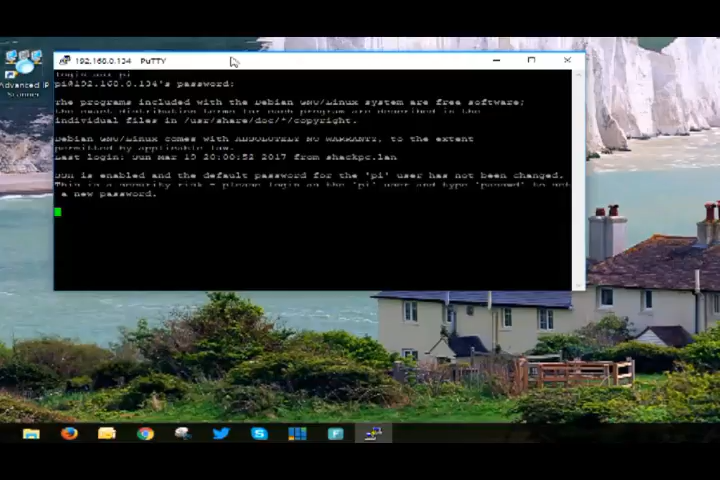 192.168.0.134 - PuTTY
login as: pi
pi@192.168.0.134's password:
The programs included with the Debian GNU/Linux system are free software;
the exact distribution terms for each program are described in the
individual files in /usr/share/doc/*/copyright.
Debian GNU/Linux comes with ABSOLUTELY NO WARRANTY, to the extent
permitted by applicable law.
Last login: Sun Mar 19 20:00:52 2017 from shackpc.lan
SSH is enabled and the default password for the 'pi' user has not been changed.
This is a security risk - please login as the 'pi' user and type 'passwd' to set
a new password.
Advanced IP
Scanner